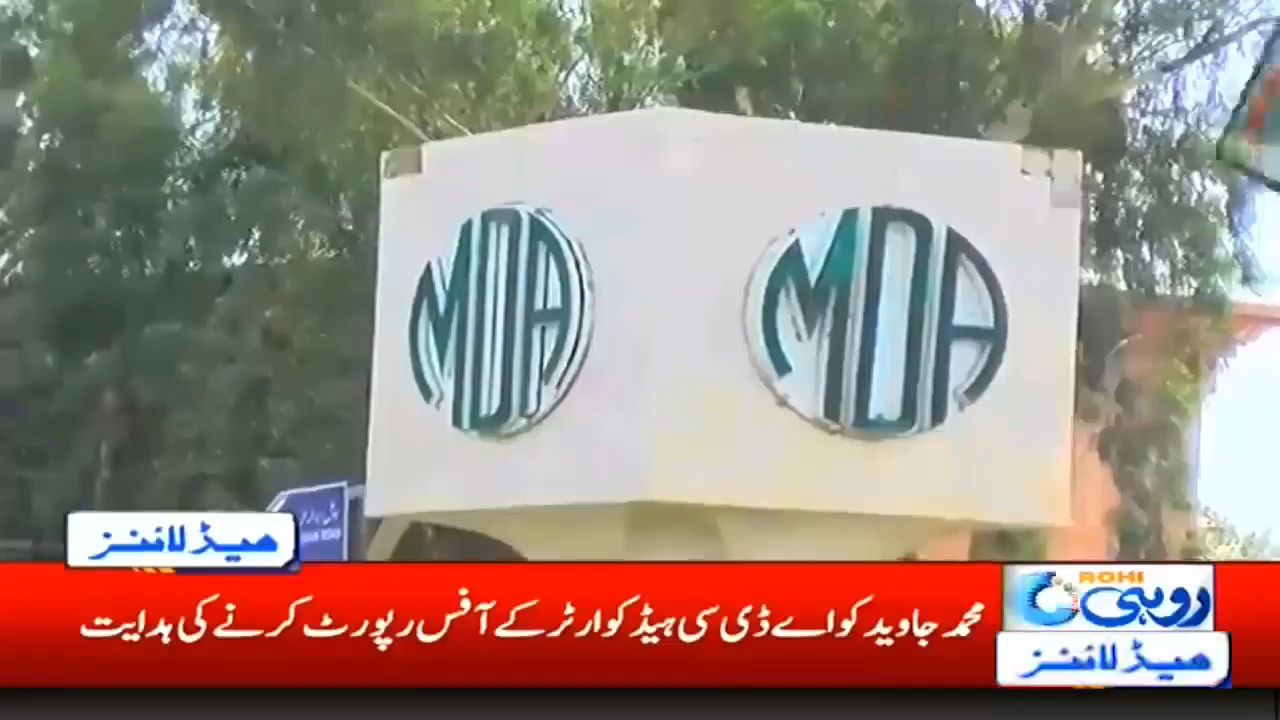 MDA
MDA
ہیڈ لائنز
محمد جاوید کو اے ڈی سی ہیڈ کوارٹر کے آفس رپورٹ کرنے کی ہدایت
ROHI
روہی
ہیڈ لائنز